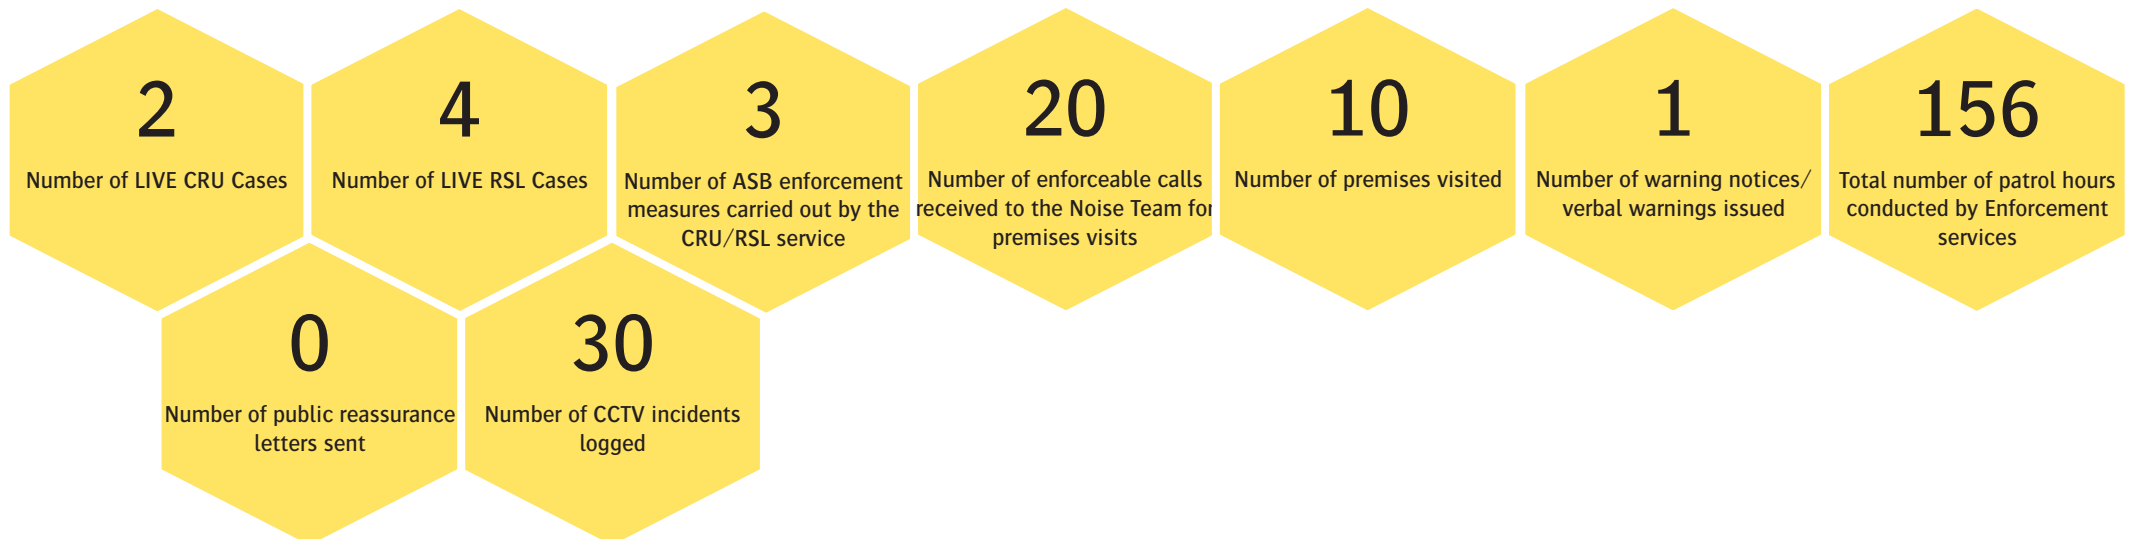 2
Number of LIVE CRU Cases
4
Number of LIVE RSL Cases
3
Number of ASB enforcement
measures carried out by the
CRU/RSL service
20
Number of enforceable calls
received to the Noise Team for
premises visits
10
Number of premises visited
1
Number of warning notices/
verbal warnings issued
156
Total number of patrol hours
conducted by Enforcement
services
0
Number of public reassurance
letters sent
30
Number of CCTV incidents
logged